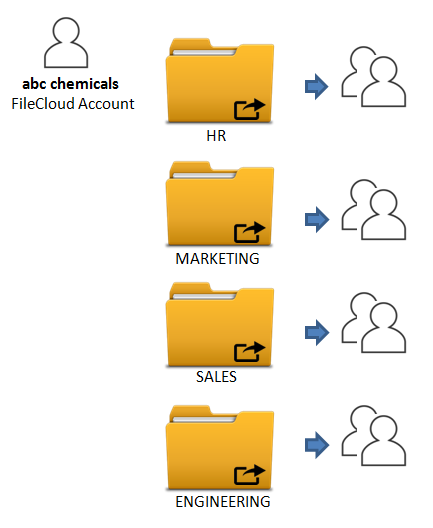 abc chemicals
FileCloud Account
HR
MARKETING
SALES
ENGINEERING